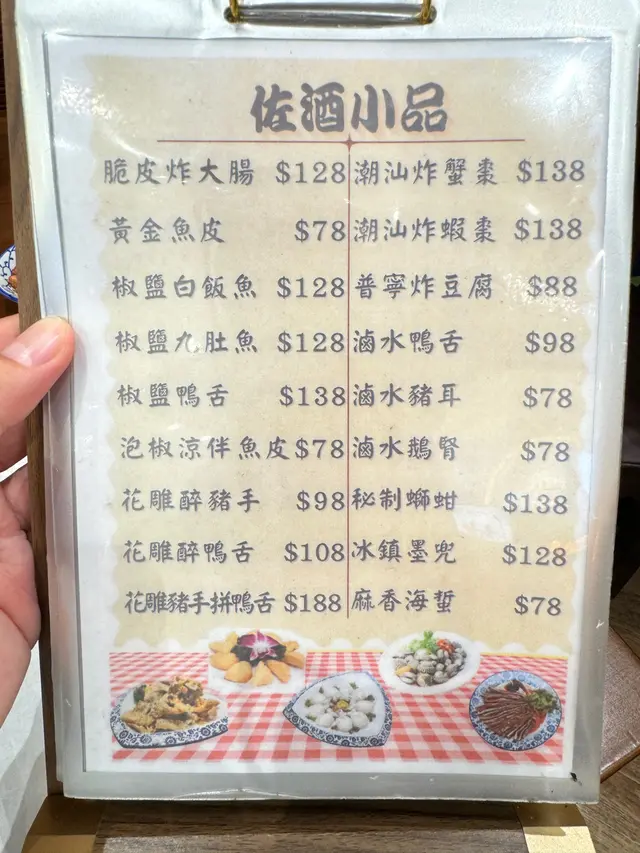 佐酒小品
脆皮炸大腸 $128
黃金魚皮 $78
椒鹽白飯魚 $128
椒鹽九肚魚 $128
椒鹽鴨舌 $138
泡椒涼伴魚皮 $78
花雕醉豬手 $98
花雕醉鴨舌 $108
花雕豬手拼鴨舌 $188
潮汕炸蟹棗 $138
潮汕炸蝦棗 $138
普寧炸豆腐 $88
滷水鴨舌 $98
滷水豬耳 $78
滷水鵝腎 $78
秘制螄蚶 $138
冰鎮墨兜 $128
麻香海蜇 $78